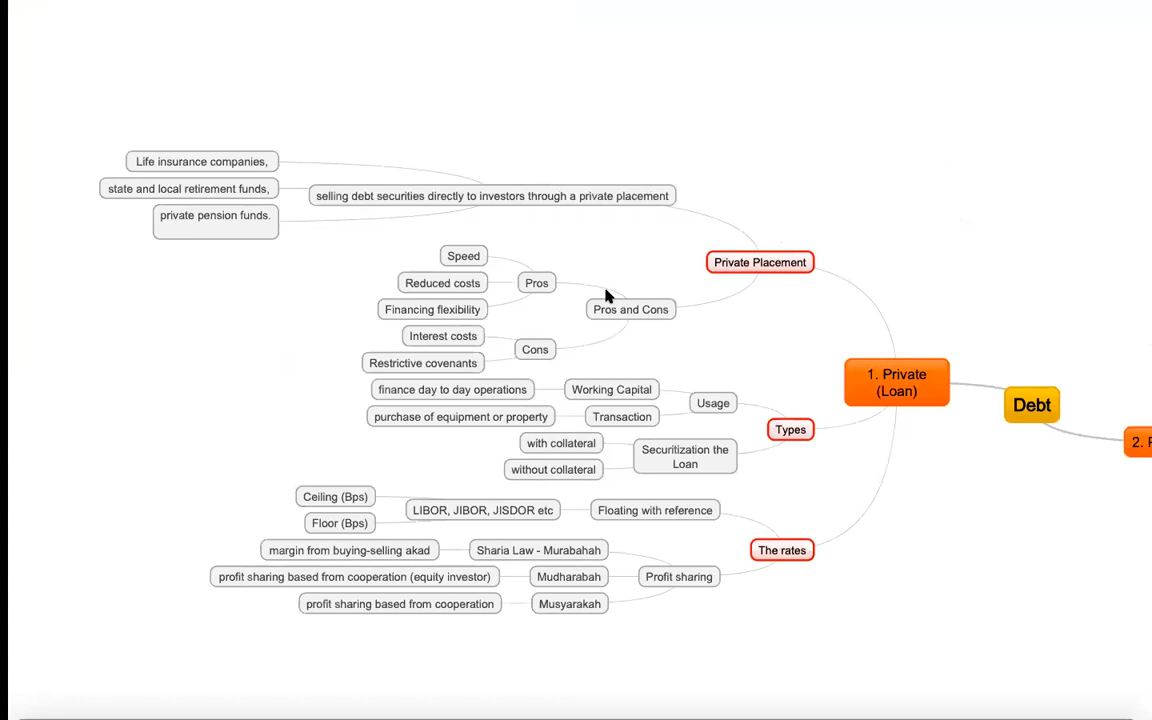 Life insurance companies,
state and local retirement funds,
private pension funds.
selling debt securities directly to investors through a private placement
Private Placement
Speed
Reduced costs
Financing flexibility
Pros
Pros and Cons
Interest costs
Restrictive covenants
Cons
1. Private
(Loan)
Debt
2. P
finance day to day operations
Working Capital
purchase of equipment or property
Transaction
Usage
Types
with collateral
without collateral
Securitization the
Loan
Ceiling (Bps)
Floor (Bps)
LIBOR, JIBOR, JISDOR etc
Floating with reference
The rates
margin from buying-selling akad
Sharia Law - Murabahah
profit sharing based from cooperation (equity investor)
Mudharabah
Profit sharing
profit sharing based from cooperation
Musyarakah